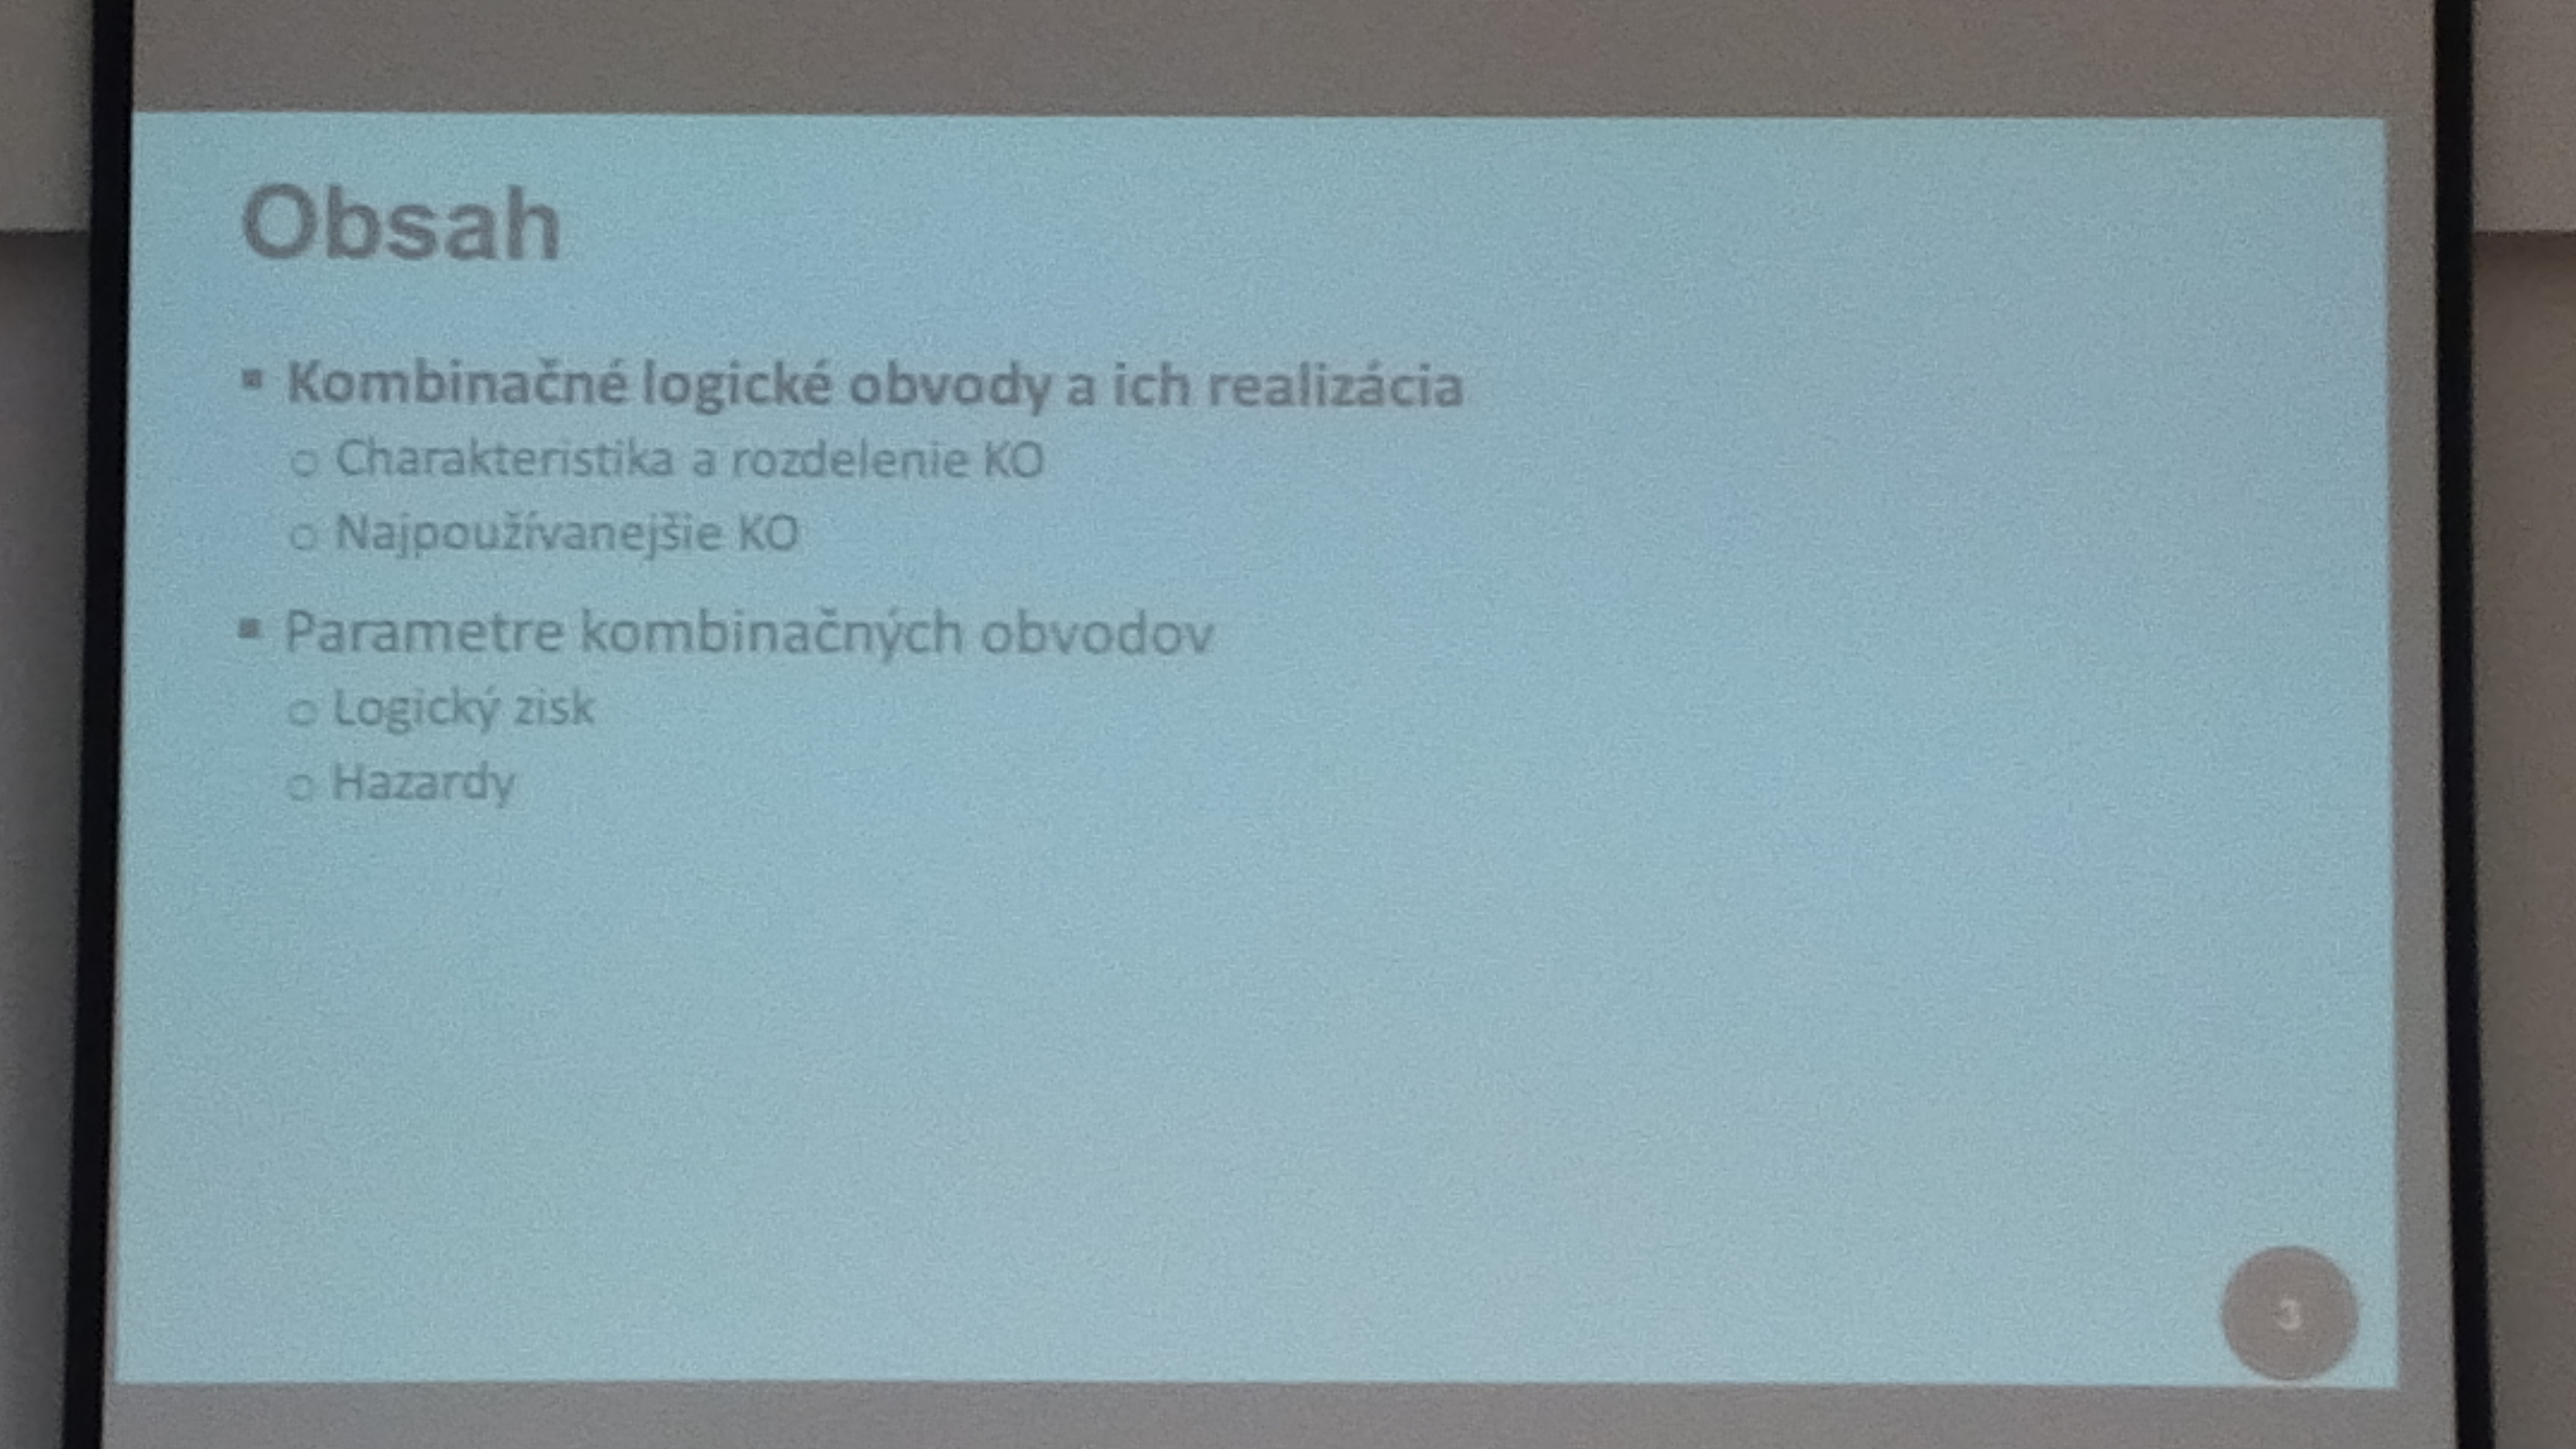 Obsah
▪ Kombinačné logické obvody a ich realizácia
o Charakteristika a rozdelenie KO
o Najpoužívanejšie KO
▪ Parametre kombinačných obvodov
o Logický zisk
o Hazardy
3